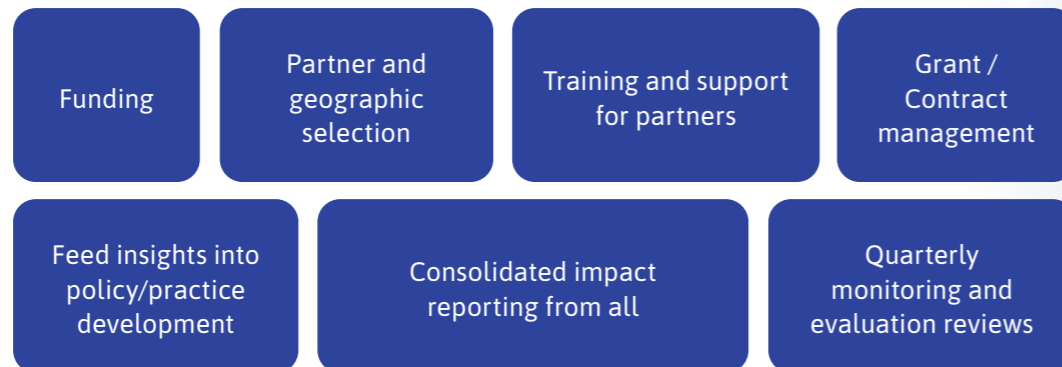 Funding
Partner and
geographic
selection
Training and support
for partners
Grant /
Contract
management
Feed insights into
policy/practice
development
Consolidated impact
reporting from all
Quarterly
monitoring and
evaluation reviews